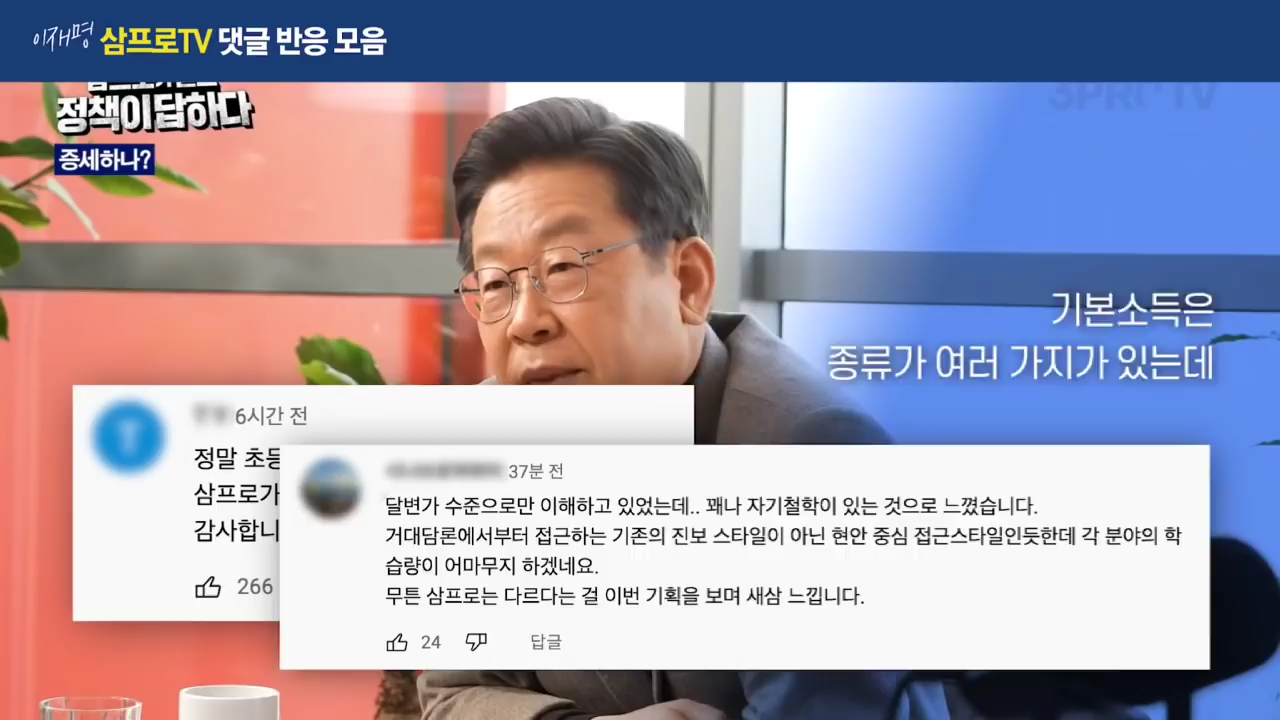 이재명 삼프로TV 댓글 반응 모음
정책이 답하다
증세하나?
3PRO TV
기본소득은
종류가 여러 가지가 있는데
6시간 전
정말 초등
삼프로가
감사합니
266
37분 전
달변가 수준으로만 이해하고 있었는데.. 꽤나 자기철학이 있는 것으로 느꼈습니다.
거대담론에서부터 접근하는 기존의 진보 스타일이 아닌 현안 중심 접근스타일인듯한데 각 분야의 학
습량이 어마무지 하겠네요.
무튼 삼프로는 다르다는 걸 이번 기획을 보며 새삼 느낍니다.
24 답글